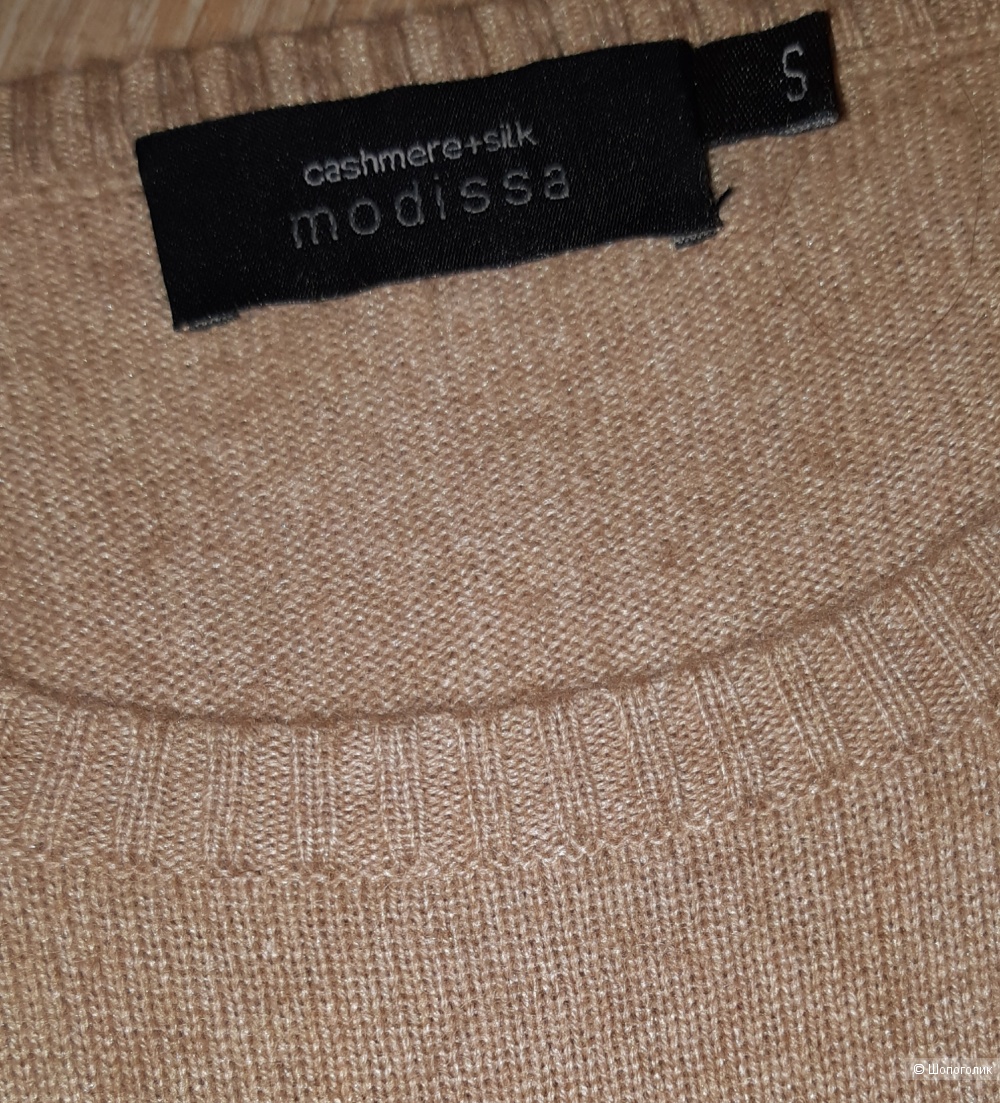 S
cashmere+silk
modissa
© Шопоголик